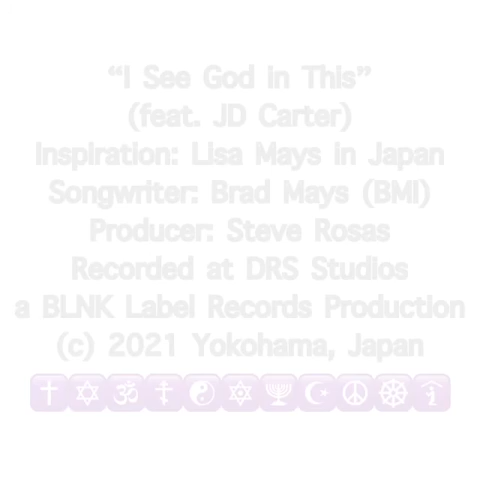 “I See God in This”
(feat. JD Carter)
Inspiration: Lisa Mays in Japan
Songwriter: Brad Mays (BMI)
Producer: Steve Rosas
Recorded at DRS Studios
a BLNK Label Records Production
(c) 2021 Yokohama, Japan
✝️✡️🕉️☦️☯️🔯🕎☪️☮️☸️🛐